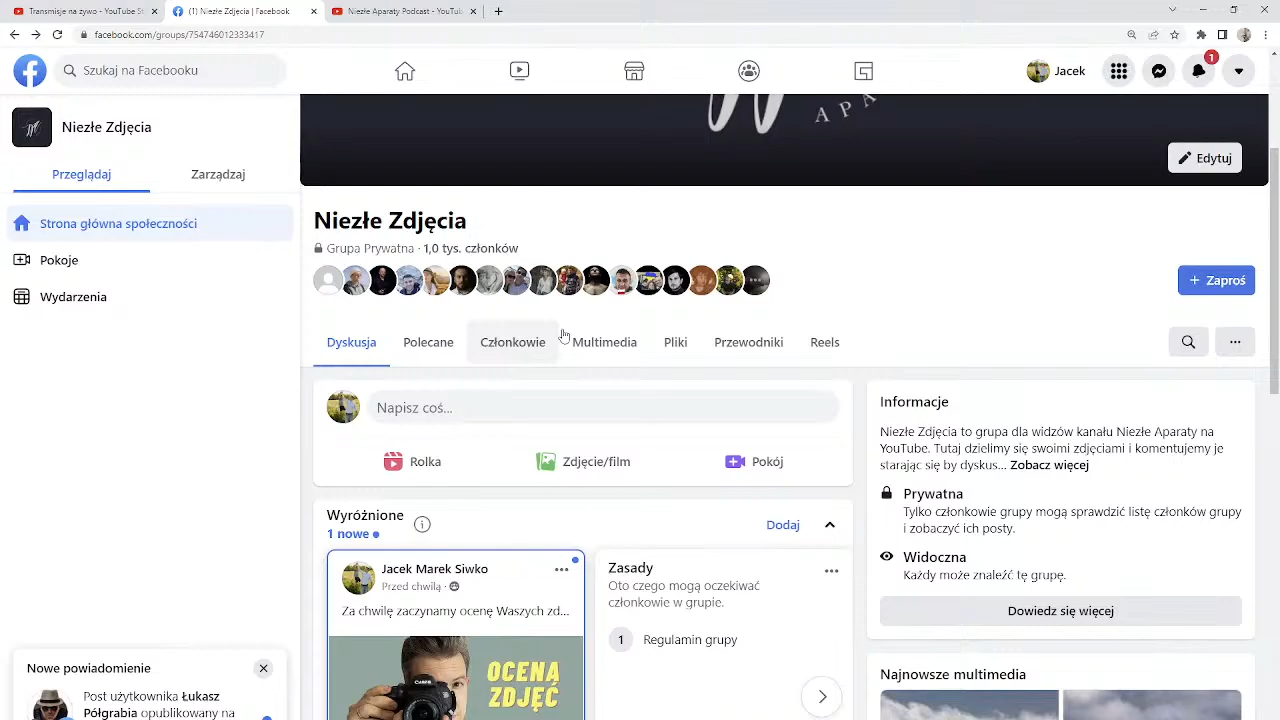 Transmisje na żywo - YouTube St
(1) Niezłe Zdjęcia | Facebook
Niezłe Aparaty Podcast - YouTube
facebook.com/groups/754746012333417
Szukaj na Facebooku
Jacek
1
Niezłe Zdjęcia
Przeglądaj
Zarządzaj
Strona główna społeczności
Pokoje
Wydarzenia
APA
Edytuj
Niezłe Zdjęcia
Grupa Prywatna · 1,0 tys. członków
+ Zaproś
Dyskusja
Polecane
Członkowie
Multimedia
Pliki
Przewodniki
Reels
Napisz coś...
Rolka
Zdjęcie/film
Pokój
Wyróżnione
1 nowe
Dodaj
Jacek Marek Siwko
Przed chwilą ·
Za chwilę zaczynamy ocenę Waszych zd...
CANON
OCENA
ZDJĘĆ
Zasady
Oto czego mogą oczekiwać
członkowie w grupie.
1 Regulamin grupy
Informacje
Niezłe Zdjęcia to grupa dla widzów kanału Niezłe Aparaty na
YouTube. Tutaj dzielimy się swoimi zdjęciami i komentujemy je
starając się by dyskus... Zobacz więcej
Prywatna
Tylko członkowie grupy mogą sprawdzić listę członków grupy
i zobaczyć ich posty.
Widoczna
Każdy może znaleźć tę grupę.
Dowiedz się więcej
Najnowsze multimedia
Nowe powiadomienie
Post użytkownika Łukasz
Półgrabia opublikowany na